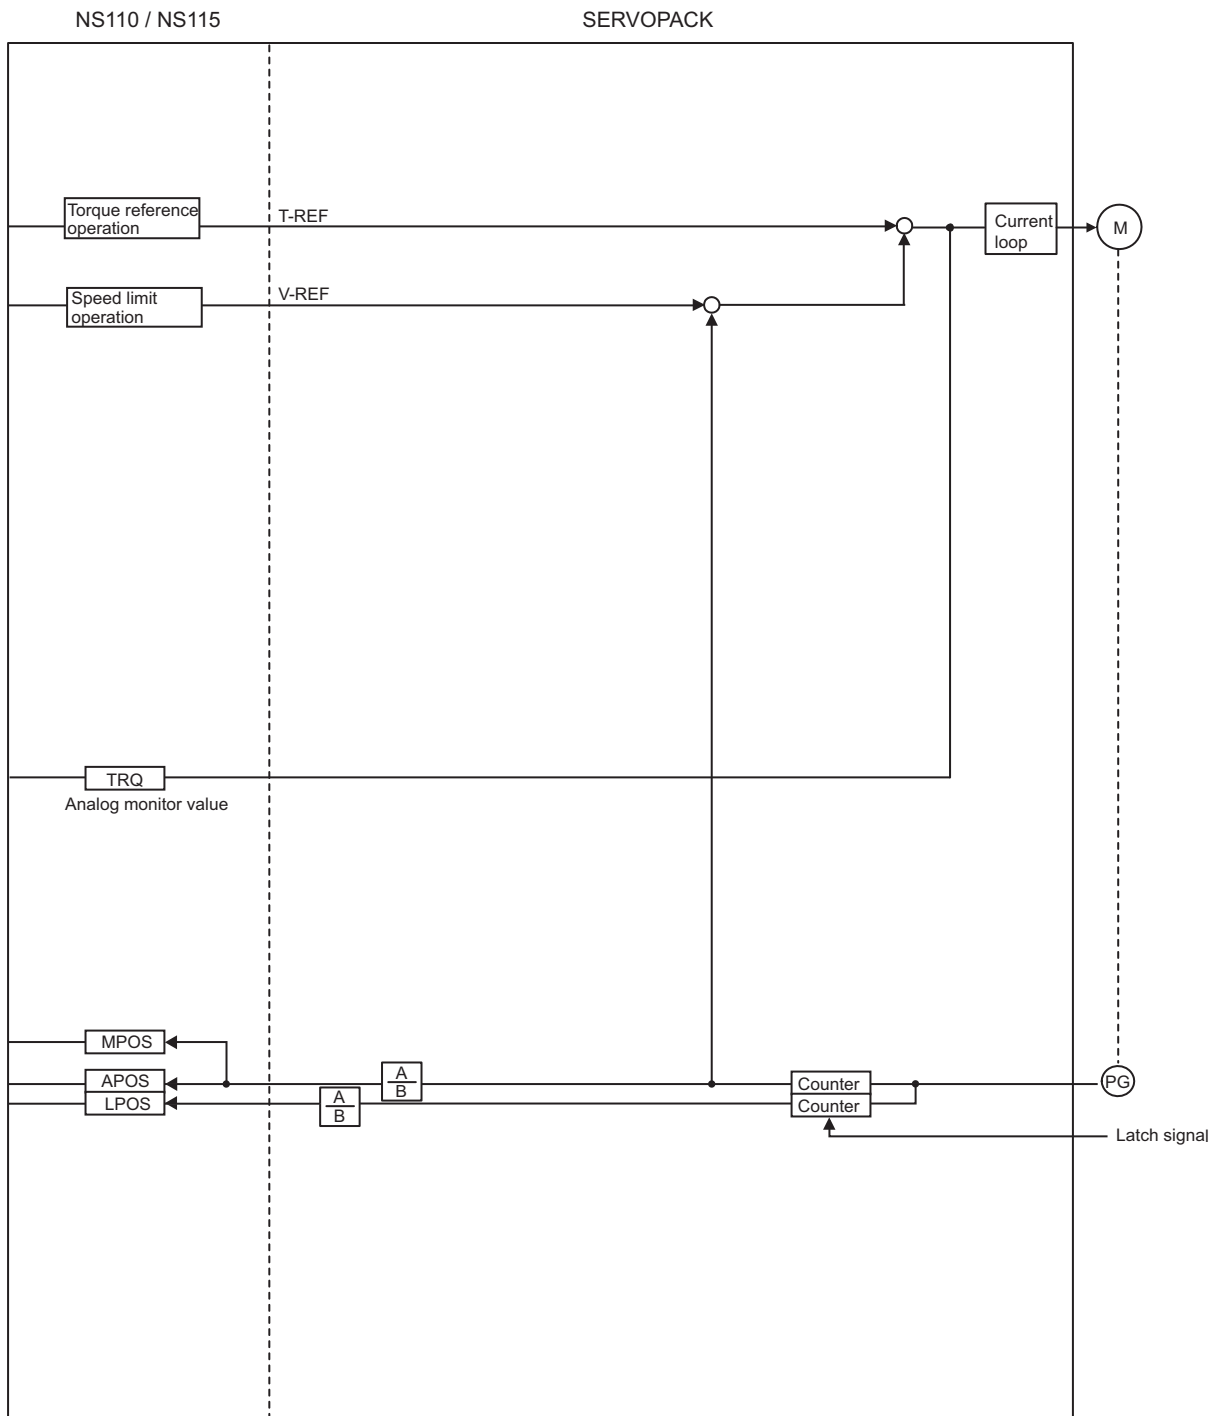 NS110 / NS115
SERVOPACK
Torque reference
operation
T-REF
Current
loop
M
Speed limit
operation
V-REF
TRQ
Analog monitor value
MPOS
APOS
A
B
Counter
PG
LPOS
A
B
Counter
Latch signal